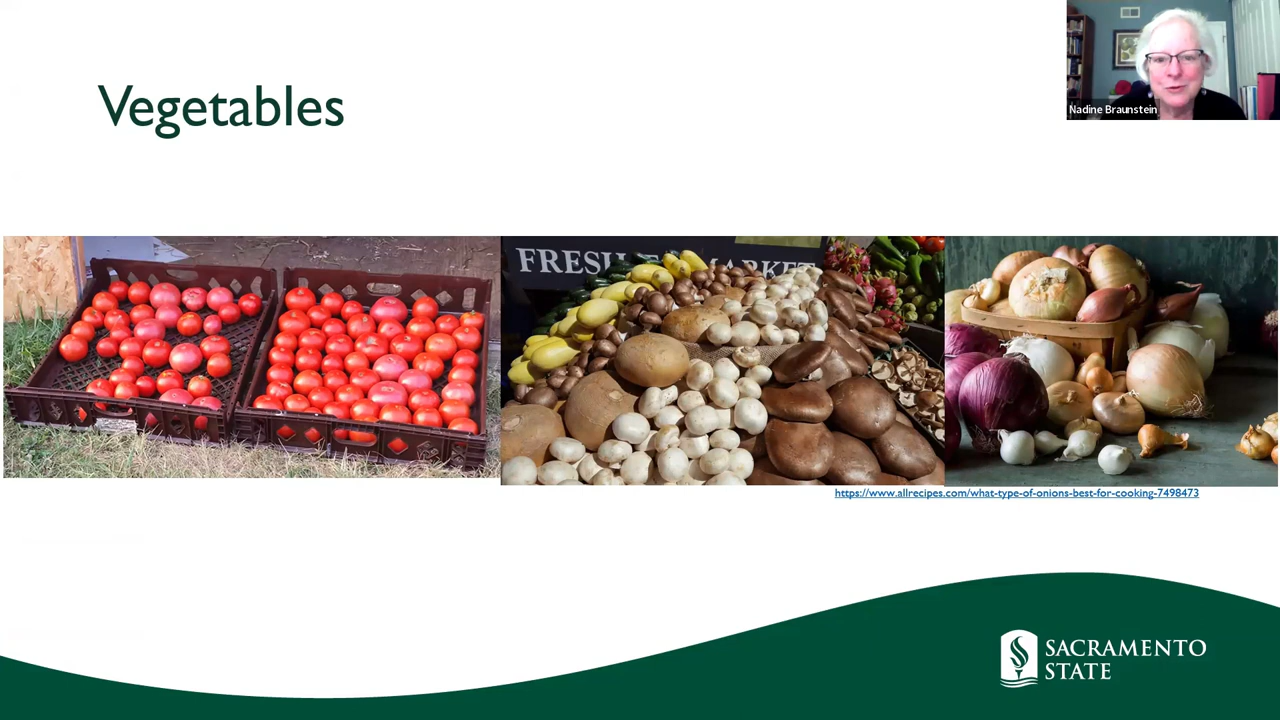 Vegetables
Nadine Braunstein
FRESH
MARKET
https://www.allrecipes.com/what-type-of-onions-best-for-cooking-7498473
SACRAMENTO
STATE